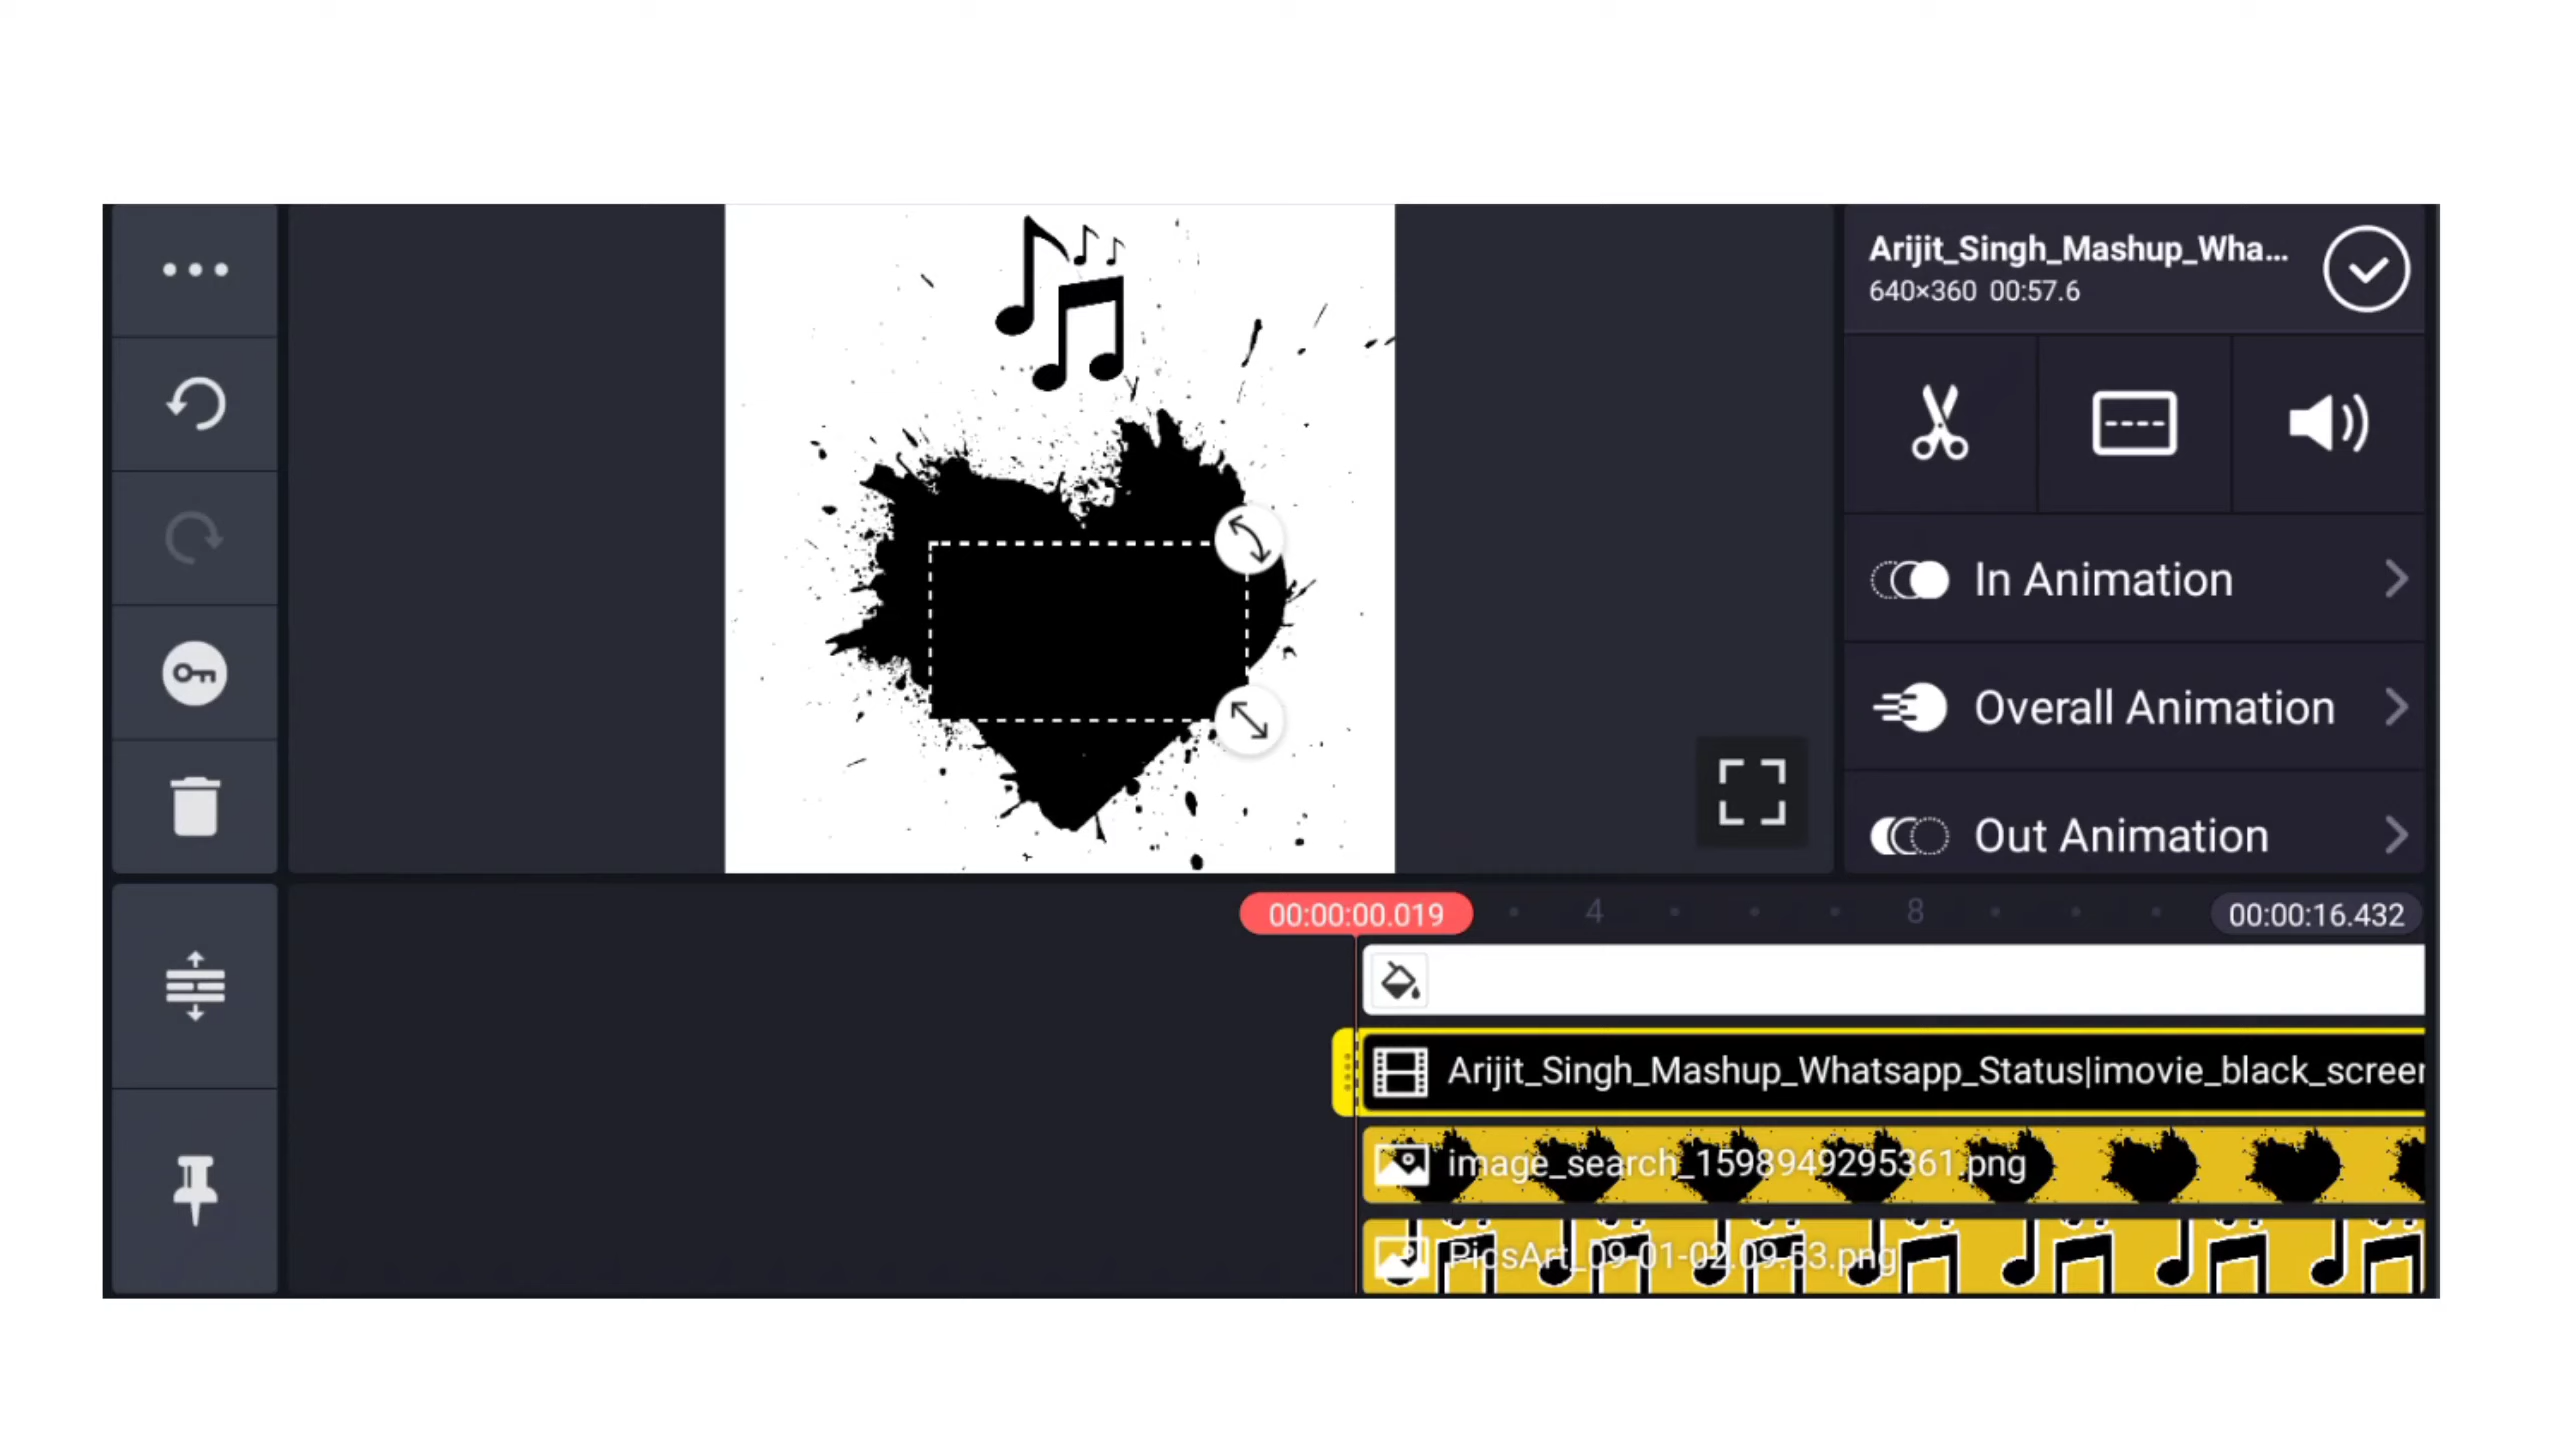 Arijit_Singh_Mashup_Wha...
640×360 00:57.6
In Animation
Overall Animation
Out Animation
00:00:00.019
4
8
00:00:16.432
Arijit_Singh_Mashup_Whatsapp_Status|imovie_black_screen
image_search_1598949295361.png
PicsArt_09-01-02.09.53.png